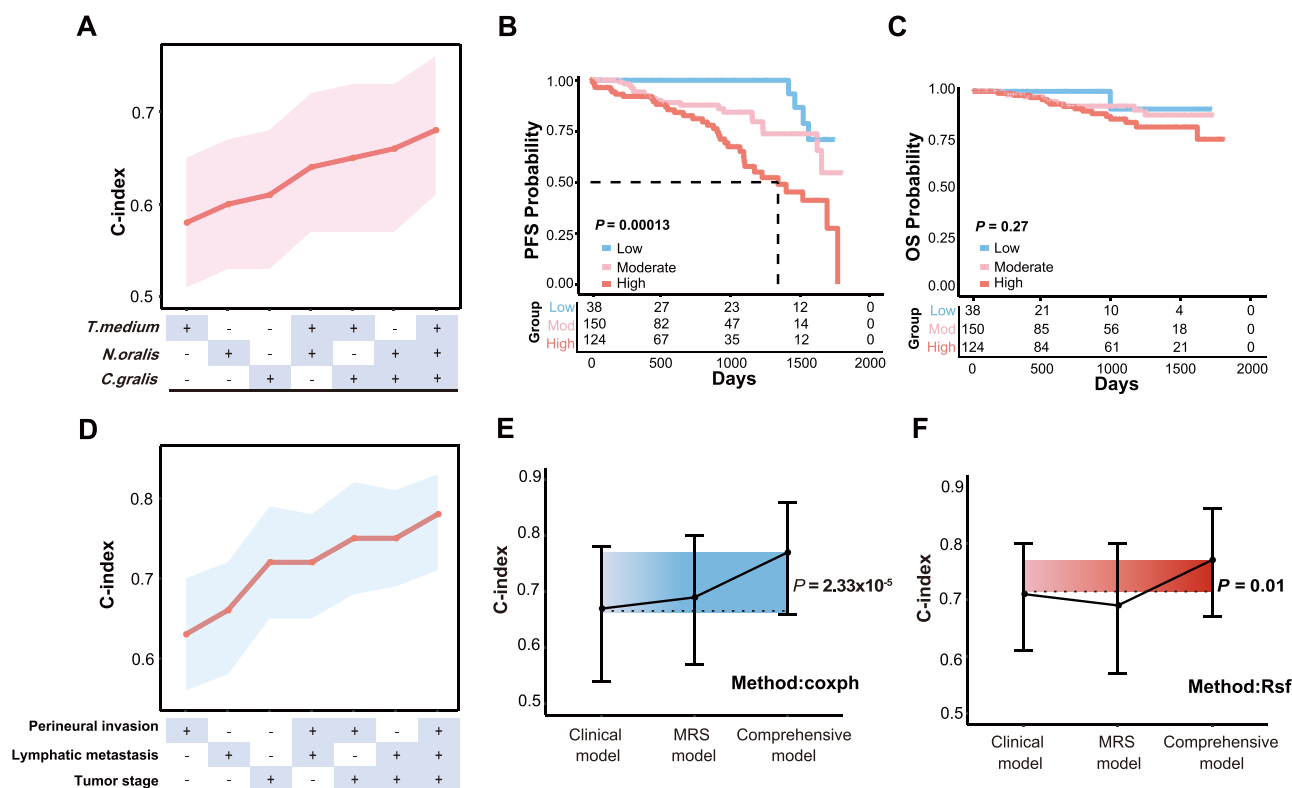 A
C-index
0.7
0.6
0.5
T.medium + - - + + - +
N.oralis - + - + - + +
C.gralis - - + - + + +
B
PFS Probability
1.00
0.75
0.50
0.25
0.00
P = 0.00013
Low
Moderate
High
Group
Low 38 27 23 12 0
Mod 150 82 47 14 0
High 124 67 35 12 0
0 500 1000 1500 2000
Days
C
OS Probability
1.00
0.75
0.50
0.25
0.00
P = 0.27
Low
Moderate
High
Group
Low 38 21 10 4 0
Mod 150 85 56 18 0
High 124 84 61 21 0
0 500 1000 1500 2000
Days
D
C-index
0.8
0.7
0.6
Perineural invasion + - - + + - +
Lymphatic metastasis - + - + - + +
Tumor stage - - + - + + +
E
C-index
0.9
0.8
0.7
0.6
0.5
P = 2.33x10-5
Method:coxph
Clinical model
MRS model
Comprehensive model
F
C-index
0.9
0.8
0.7
0.6
0.5
P = 0.01
Method:Rsf
Clinical model
MRS model
Comprehensive model